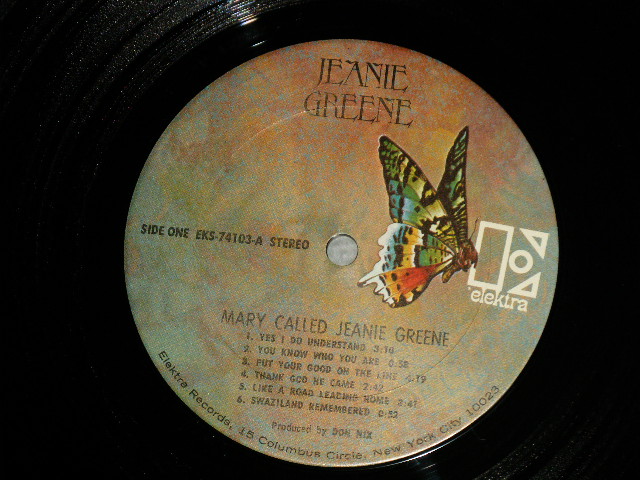 JEANIE
GREENE
SIDE ONE EKS-74103-A STEREO
elektra
MARY CALLED JEANIE GREENE
1. YES I DO UNDERSTAND 3:16
2. YOU KNOW WHO YOU ARE 0:58
3. PUT YOUR GOOD ON THE LINE 4:19
4. THANK GOD HE CAME 2:42
5. LIKE A ROAD LEADING HOME 2:41
6. SWAZILAND REMEMBERED 0:52
Produced by DON NIX
Elektra Records, 15 Columbus Circle, New York City 10023